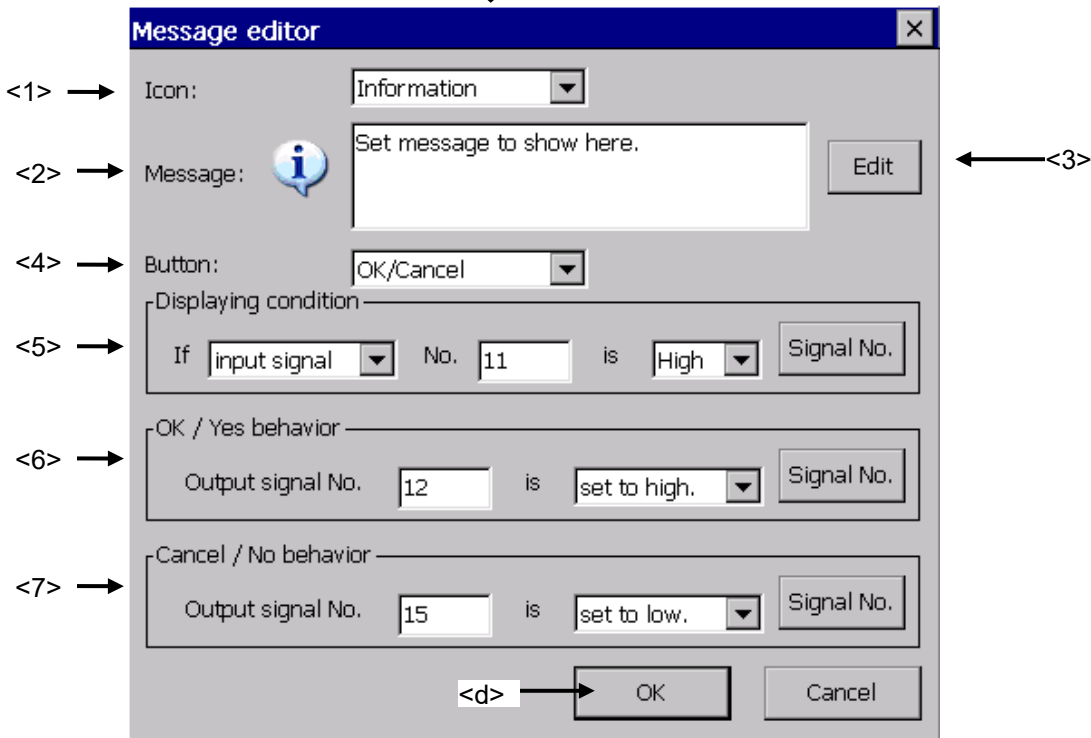 Message editor
<1> Icon: Information
<2> Message: Set message to show here. Edit <3>
<4> Button: OK/Cancel
Displaying condition
<5> If input signal No. 11 is High Signal No.
OK / Yes behavior
<6> Output signal No. 12 is set to high. Signal No.
Cancel / No behavior
<7> Output signal No. 15 is set to low. Signal No.
<d> OK Cancel